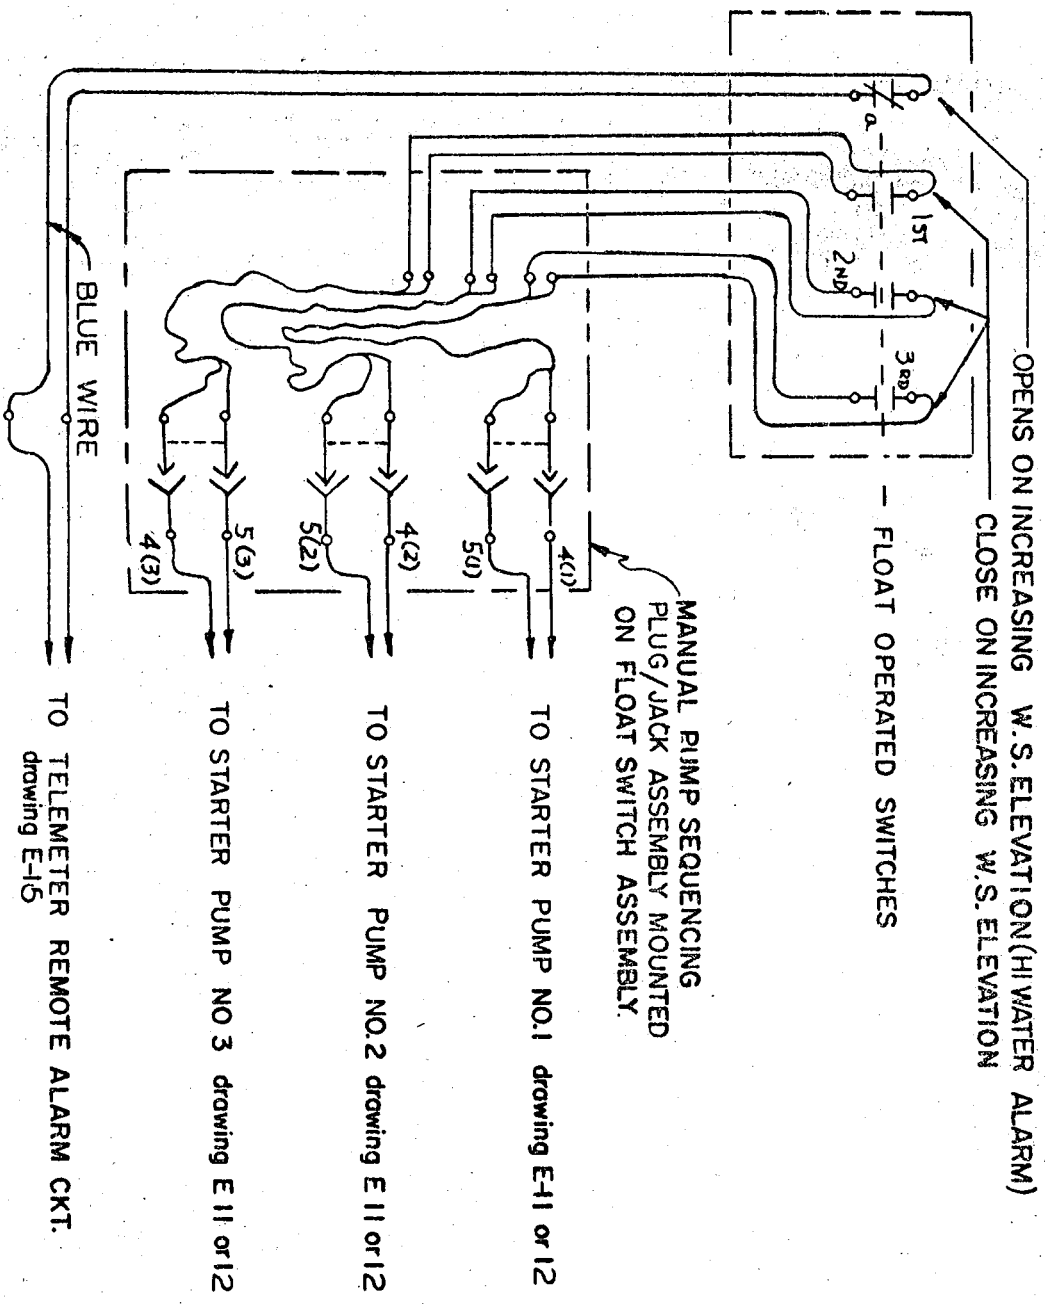 OPENS ON INCREASING W.S. ELEVATION (HI WATER ALARM)
CLOSE ON INCREASING W.S. ELEVATION
a
1ST
2ND
3RD
— FLOAT OPERATED SWITCHES
MANUAL PUMP SEQUENCING
PLUG/JACK ASSEMBLY MOUNTED
ON FLOAT SWITCH ASSEMBLY.
4(1)
5(1)
TO STARTER PUMP NO.1 drawing E-11 or 12
4(2)
5(2)
TO STARTER PUMP NO.2 drawing E 11 or 12
5(3)
4(3)
TO STARTER PUMP NO 3 drawing E 11 or 12
BLUE WIRE
TO TELEMETER REMOTE ALARM CKT.
drawing E-15